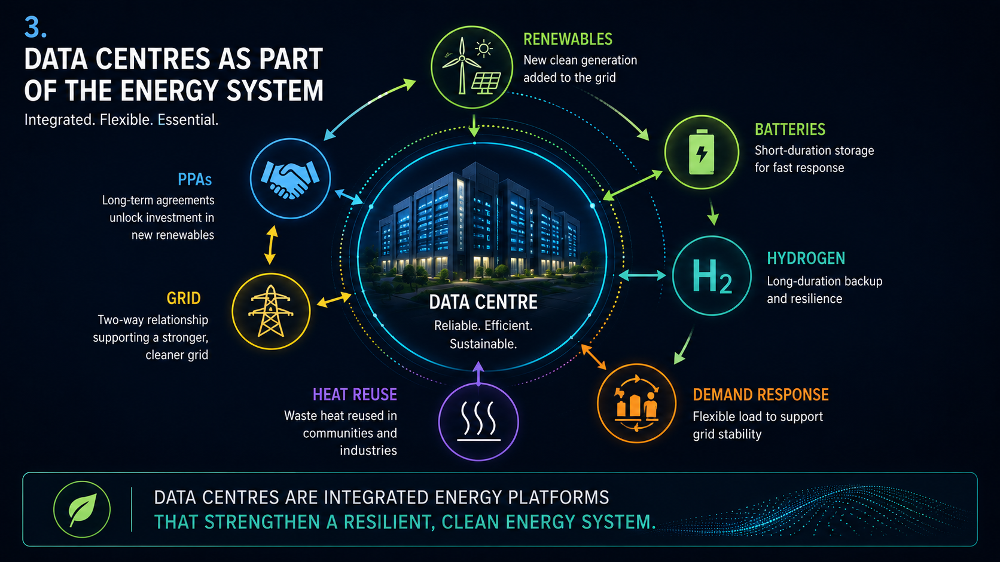 3.
DATA CENTRES AS PART
OF THE ENERGY SYSTEM
Integrated. Flexible. Essential.
RENEWABLES
New clean generation
added to the grid
BATTERIES
Short-duration storage
for fast response
PPAs
Long-term agreements
unlock investment in
new renewables
H2
HYDROGEN
Long-duration backup
and resilience
GRID
Two-way relationship
supporting a stronger,
cleaner grid
DATA CENTRE
Reliable. Efficient.
Sustainable.
HEAT REUSE
Waste heat reused in
communities and
industries
DEMAND RESPONSE
Flexible load to support
grid stability
DATA CENTRES ARE INTEGRATED ENERGY PLATFORMS
THAT STRENGTHEN A RESILIENT, CLEAN ENERGY SYSTEM.